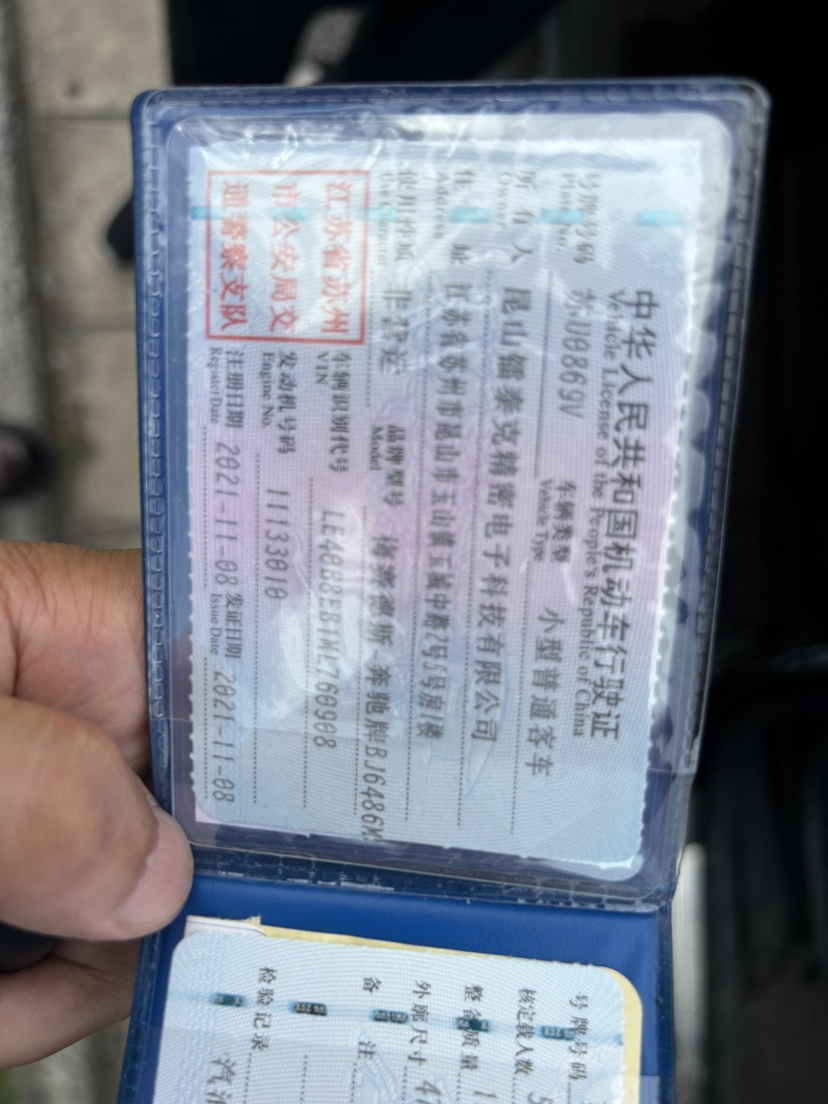 中华人民共和国机动车行驶证
Vehicle License of the People's Republic of China
号牌号码 苏U0869V 车辆类型 小型普通客车
Plate No. Vehicle Type
所有人 昆山镭泰克精密电子科技有限公司
Owner
住址 江苏省苏州市昆山市玉山镇玉城中路2号5号房1楼
Address
使用性质 非营运 品牌型号 梅赛德斯-奔驰牌BJ6486M
Use Character Model
江苏省苏州
市公安局交
通警察支队
车辆识别代号 LE40B8EB1ML760908
VIN
发动机号码 11133010
Engine No.
注册日期 2021-11-08 发证日期 2021-11-08
Register Date Issue Date
号牌号码
核定载人数 5
整备质量 1
外廓尺寸 47
备注
检验记录